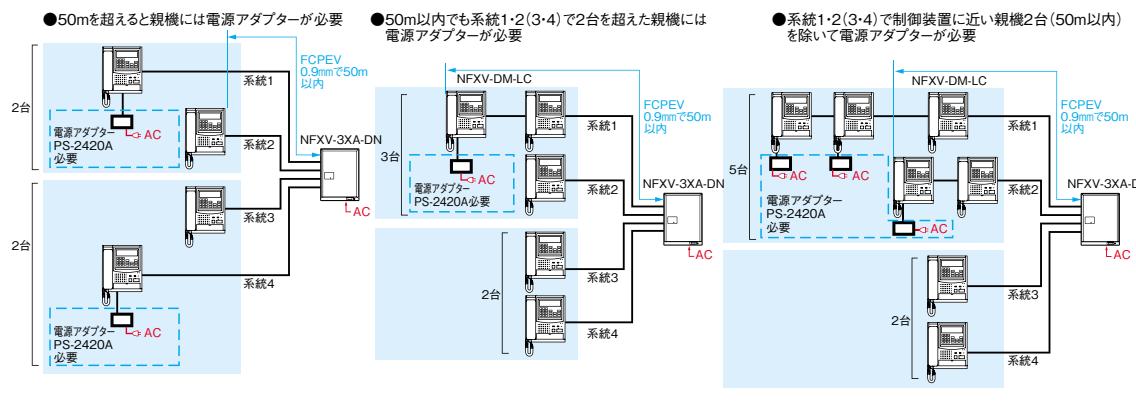 ●50mを超えると親機には電源アダプターが必要
2台
FCPEV
0.9mmで50m
以内
系統1
AC
電源アダプター
PS-2420A
必要
系統2
NFXV-3XA-DN
AC
2台
系統3
系統4
AC
電源アダプター
PS-2420A
必要
●50m以内でも系統1・2(3・4)で2台を超えた親機には
電源アダプターが必要
FCPEV
0.9mmで50m
以内
NFXV-DM-LC
3台
系統1
AC
電源アダプター
PS-2420A必要
系統2
NFXV-3XA-DN
AC
2台
系統3
系統4
●系統1・2(3・4)で制御装置に近い親機2台(50m以内)
を除いて電源アダプターが必要
NFXV-DM-LC
FCPEV
0.9mmで50m
以内
5台
系統1
AC
AC
電源アダプター
PS-2420A
必要
系統2
AC
NFXV-3XA-D
AC
2台
系統3
系統4